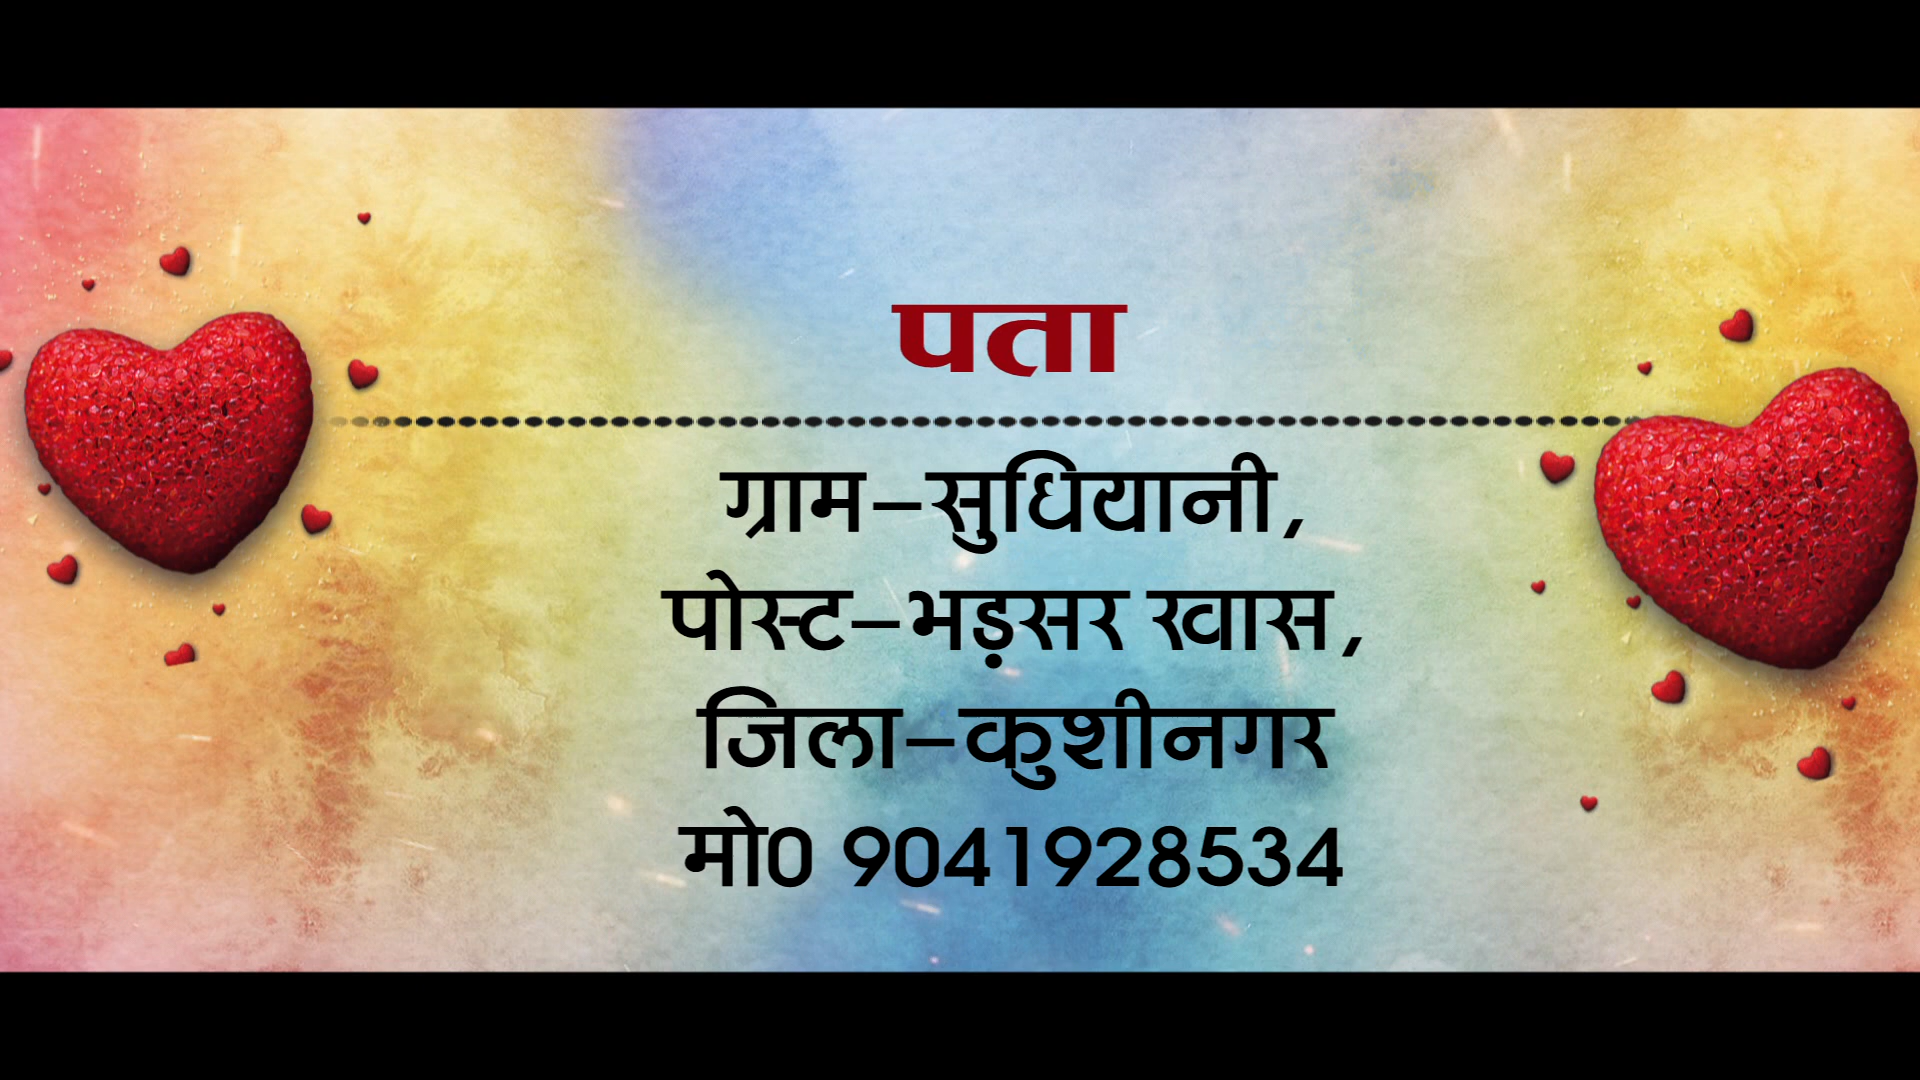 पता
ग्राम–सुधियानी,
पोस्ट–भड़सर खास,
जिला–कुशीनगर
मो0 9041928534